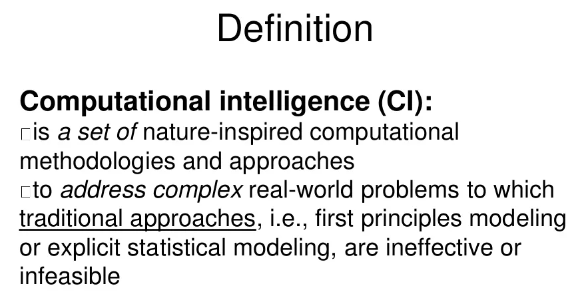 Definition
Computational intelligence (CI):
is a set of nature-inspired computational
methodologies and approaches
to address complex real-world problems to which
traditional approaches, i.e., first principles modeling
or explicit statistical modeling, are ineffective or
infeasible